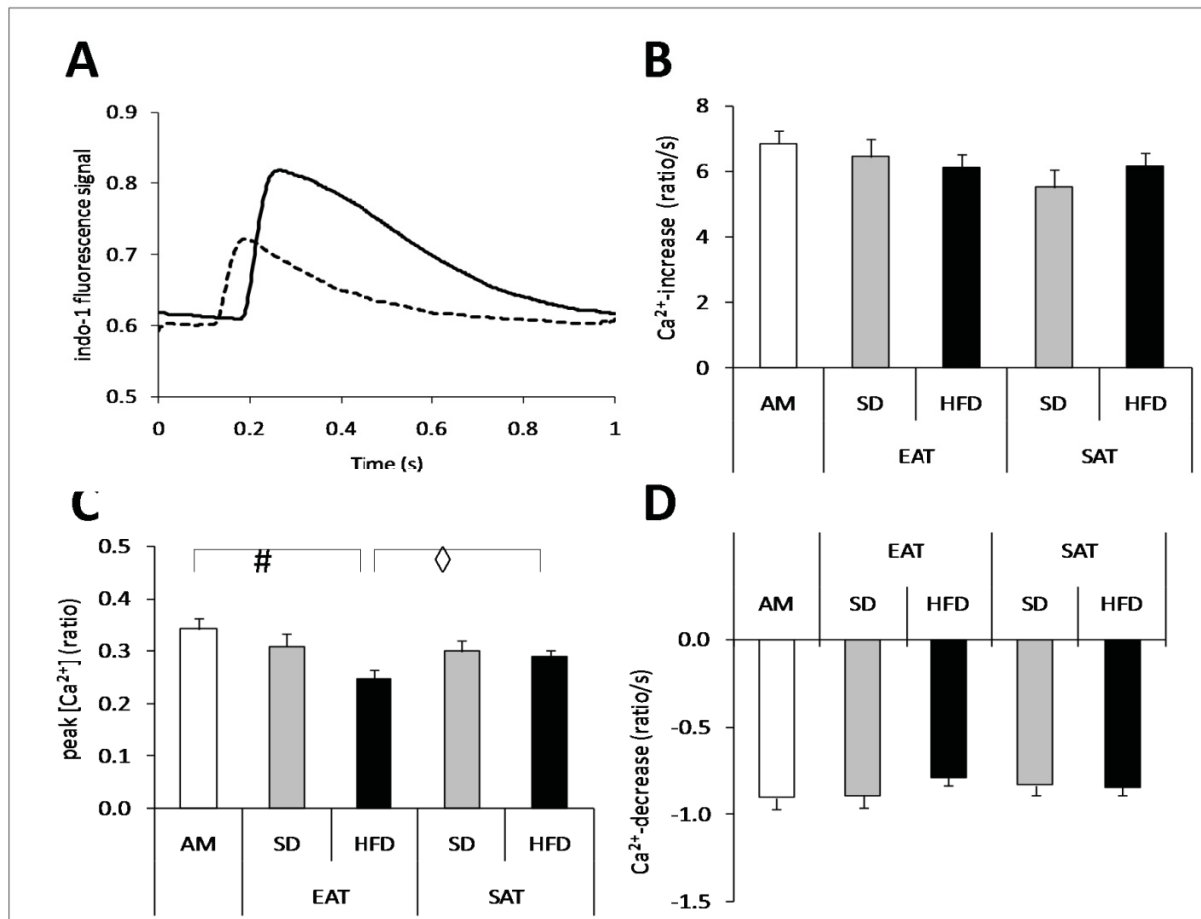 A
indo-1 fluorescence signal
0.9
0.8
0.7
0.6
0.5
0 0.2 0.4 0.6 0.8 1
Time (s)
B
Ca²⁺-increase (ratio/s)
8
6
4
2
0
AM SD HFD SD HFD
EAT SAT
C
peak [Ca²⁺] (ratio)
0.5
0.4
0.3
0.2
0.1
0.0
# ◊
AM SD HFD SD HFD
EAT SAT
D
EAT SAT
AM SD HFD SD HFD
Ca²⁺-decrease (ratio/s)
0.0
-0.5
-1.0
-1.5